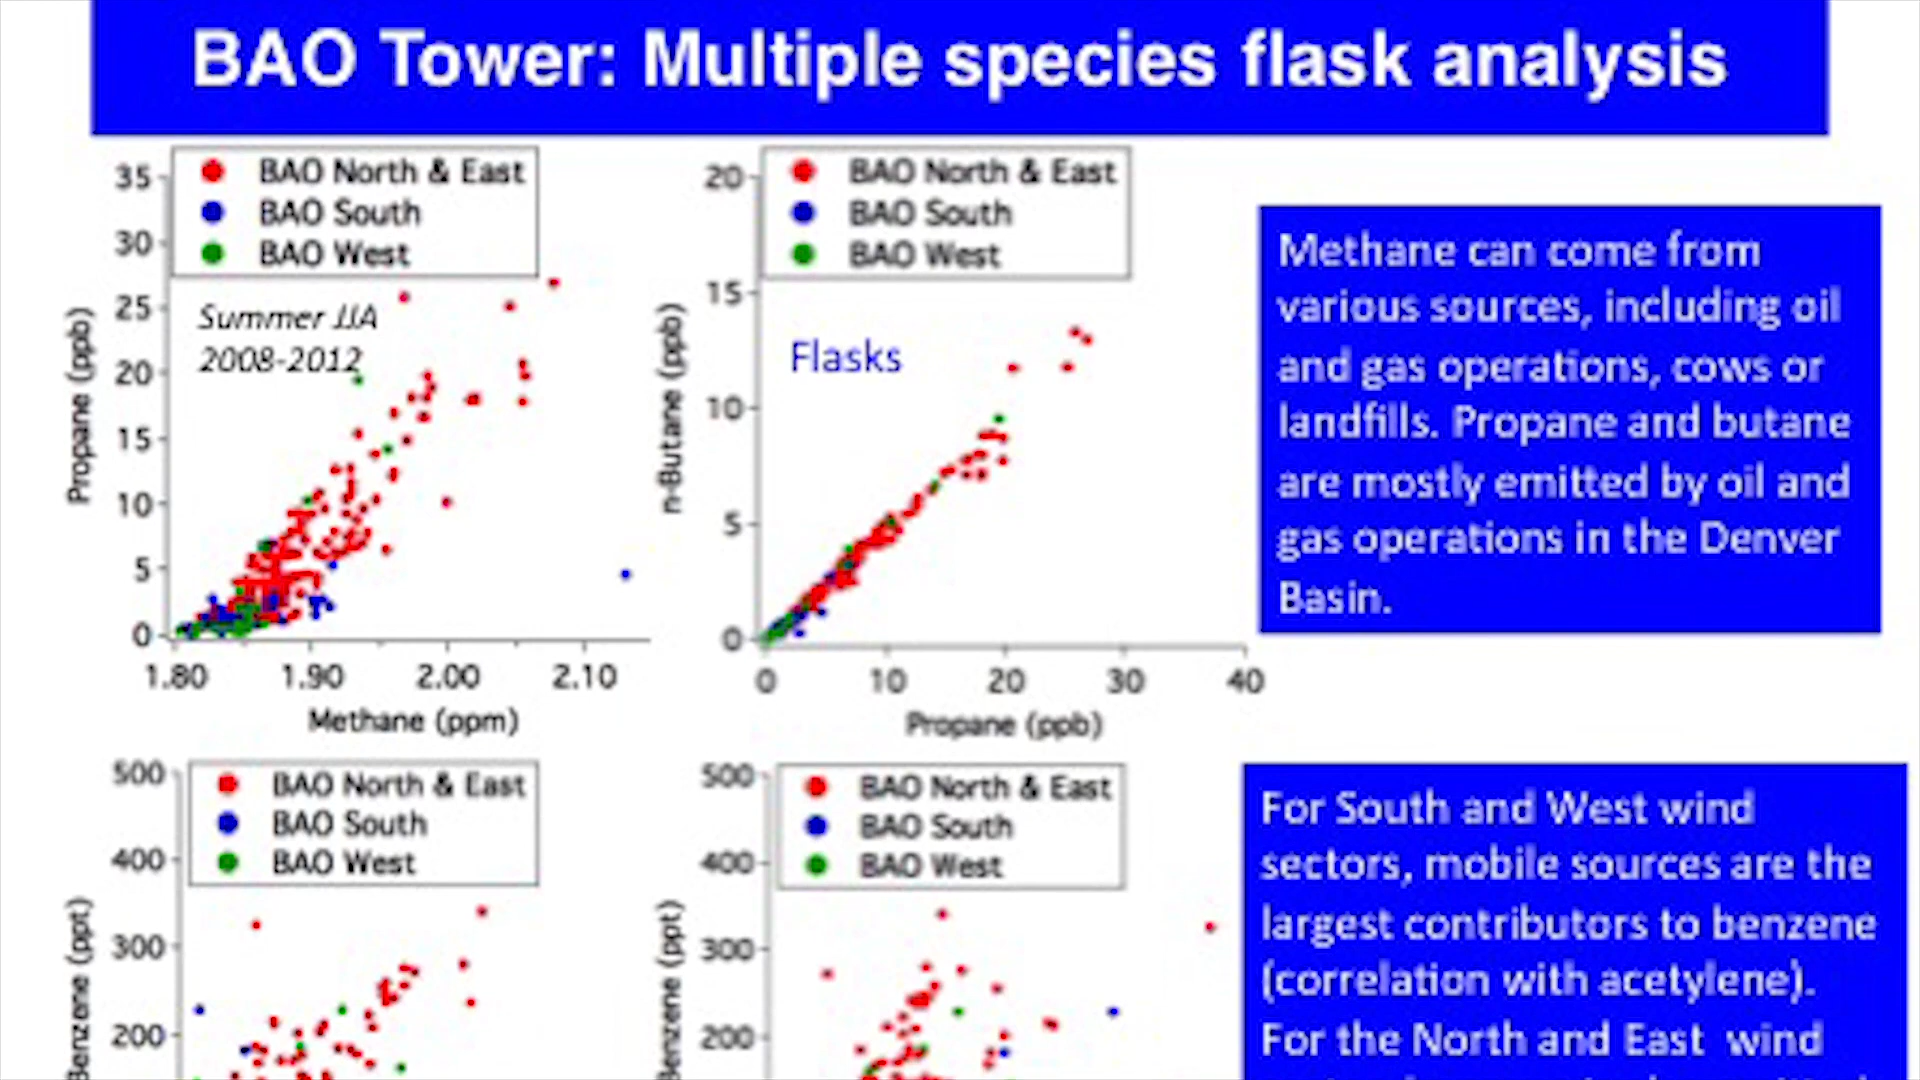 BAO Tower: Multiple species flask analysis
35
30
25
20
15
10
5
0
Propane (ppb)
BAO North & East
BAO South
BAO West
Summer JJA
2008-2012
1.80 1.90 2.00 2.10
Methane (ppm)
20
15
10
5
0
n-Butane (ppb)
BAO North & East
BAO South
BAO West
Flasks
0 10 20 30 40
Propane (ppb)
Methane can come from
various sources, including oil
and gas operations, cows or
landfills. Propane and butane
are mostly emitted by oil and
gas operations in the Denver
Basin.
500
400
300
200
Benzene (ppt)
BAO North & East
BAO South
BAO West
500
400
300
200
Benzene (ppt)
BAO North & East
BAO South
BAO West
For South and West wind
sectors, mobile sources are the
largest contributors to benzene
(correlation with acetylene).
For the North and East wind